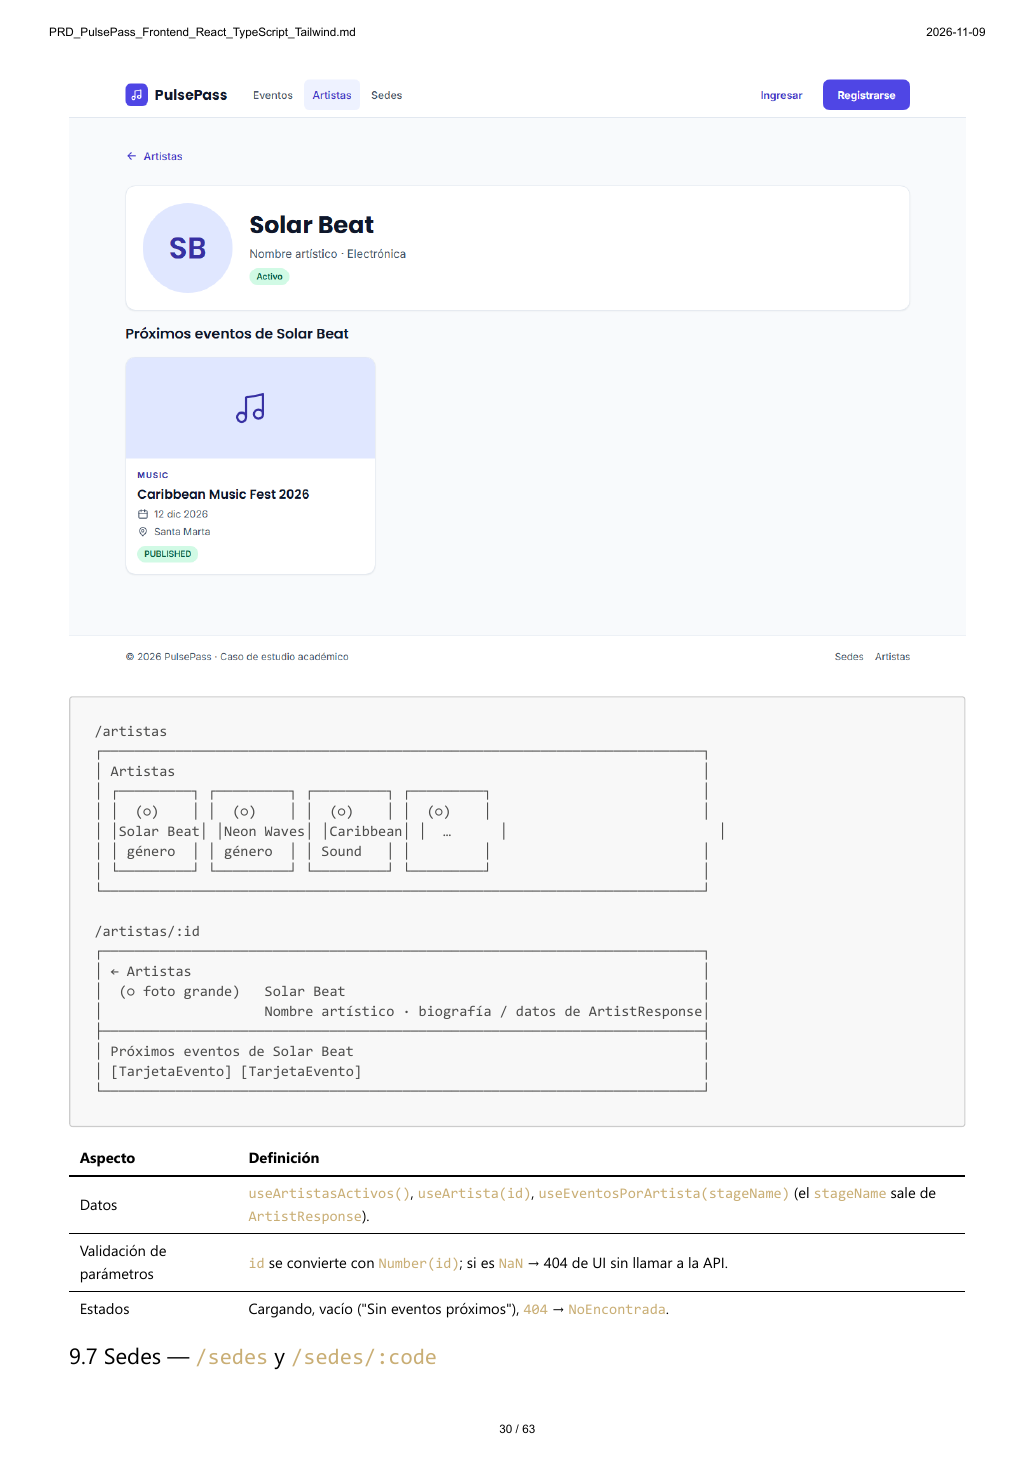 PRD_PulsePass_Frontend_React_TypeScript_Tailwind.md 2026-11-09
PulsePass Eventos Artistas Sedes Ingresar Registrarse
← Artistas
SB
Solar Beat
Nombre artístico · Electrónica
Activo
Próximos eventos de Solar Beat
MUSIC
Caribbean Music Fest 2026
12 dic 2026
Santa Marta
PUBLISHED
© 2026 PulsePass · Caso de estudio académico Sedes Artistas
/artistas
Artistas
(o) (o) (o) (o)
Solar Beat Neon Waves Caribbean …
género género Sound
/artistas/:id
← Artistas
(o foto grande) Solar Beat
Nombre artístico · biografía / datos de ArtistResponse
Próximos eventos de Solar Beat
[TarjetaEvento] [TarjetaEvento]
Aspecto Definición
Datos useArtistasActivos(), useArtista(id), useEventosPorArtista(stageName) (el stageName sale de
ArtistResponse).
Validación de
parámetros id se convierte con Number(id); si es NaN → 404 de UI sin llamar a la API.
Estados Cargando, vacío ("Sin eventos próximos"), 404 → NoEncontrada.
9.7 Sedes — /sedes y /sedes/:code
30 / 63